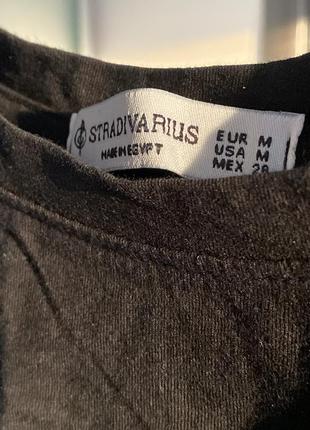 STRADIVARIUS
MADE IN EGYPT
EUR M
USA M
MEX 28